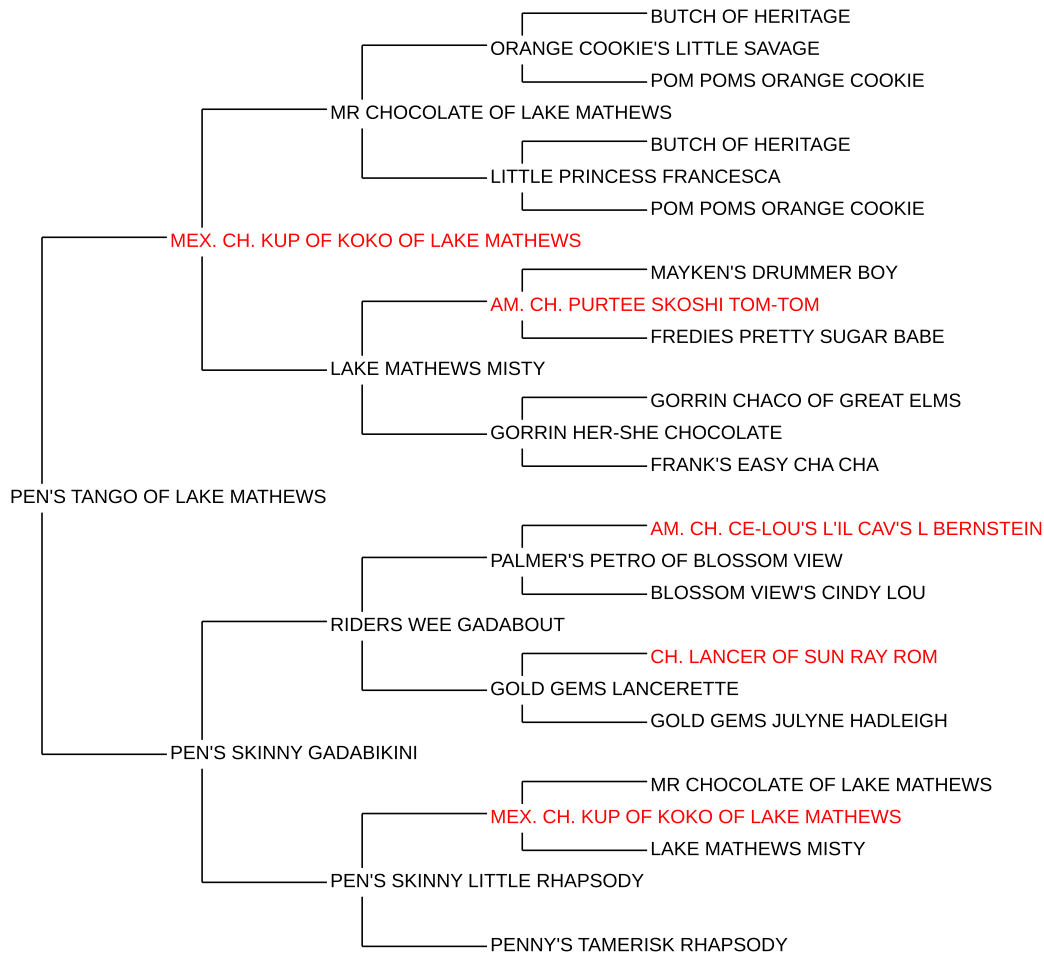 BUTCH OF HERITAGE
ORANGE COOKIE'S LITTLE SAVAGE
POM POMS ORANGE COOKIE
MR CHOCOLATE OF LAKE MATHEWS
BUTCH OF HERITAGE
LITTLE PRINCESS FRANCESCA
POM POMS ORANGE COOKIE
MEX. CH. KUP OF KOKO OF LAKE MATHEWS
MAYKEN'S DRUMMER BOY
AM. CH. PURTEE SKOSHI TOM-TOM
FREDIES PRETTY SUGAR BABE
LAKE MATHEWS MISTY
GORRIN CHACO OF GREAT ELMS
GORRIN HER-SHE CHOCOLATE
FRANK'S EASY CHA CHA
PEN'S TANGO OF LAKE MATHEWS
AM. CH. CE-LOU'S L'IL CAV'S L BERNSTEIN
PALMER'S PETRO OF BLOSSOM VIEW
BLOSSOM VIEW'S CINDY LOU
RIDERS WEE GADABOUT
CH. LANCER OF SUN RAY ROM
GOLD GEMS LANCERETTE
GOLD GEMS JULYNE HADLEIGH
PEN'S SKINNY GADABIKINI
MR CHOCOLATE OF LAKE MATHEWS
MEX. CH. KUP OF KOKO OF LAKE MATHEWS
LAKE MATHEWS MISTY
PEN'S SKINNY LITTLE RHAPSODY
PENNY'S TAMERISK RHAPSODY